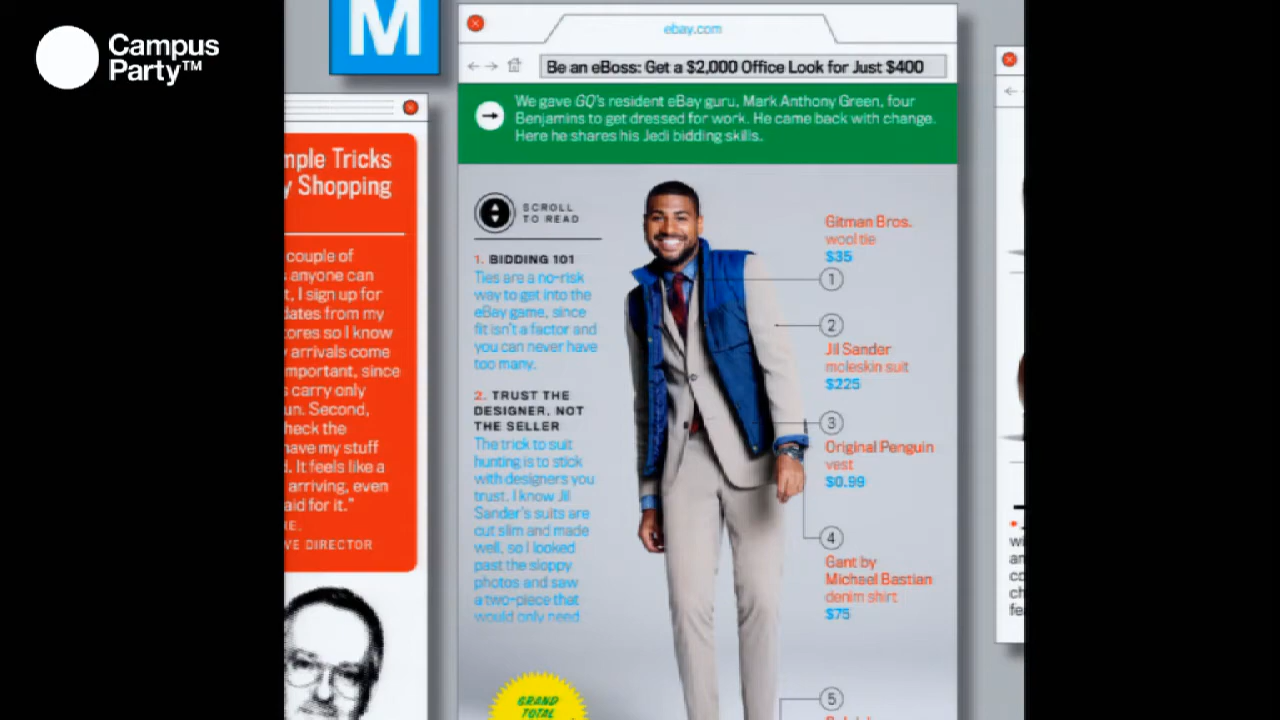 Campus
Party™
M
ebay.com
Be an eBoss: Get a $2,000 Office Look for Just $400
We gave GQ's resident eBay guru, Mark Anthony Green, four
Benjamins to get dressed for work. He came back with change.
Here he shares his Jedi bidding skills.
mple Tricks
y Shopping
couple of
anyone can
t, I sign up for
dates from my
ores so I know
arrivals come
mportant, since
carry only
un. Second,
heck the
have my stuff
d. It feels like a
arriving, even
aid for it."
NE,
VE DIRECTOR
SCROLL
TO READ
1. BIDDING 101
Ties are a no-risk
way to get into the
eBay game, since
fit isn't a factor and
you can never have
too many.
2. TRUST THE
DESIGNER, NOT
THE SELLER
The trick to suit
hunting is to stick
with designers you
trust. I know Jil
Sander's suits are
cut slim and made
well, so I looked
past the sloppy
photos and saw
a two-piece that
would only need
GRAND
TOTAL
Gitman Bros.
wool tie
$35
1
2
Jil Sander
moleskin suit
$225
3
Original Penguin
vest
$0.99
4
Gant by
Michael Bastian
denim shirt
$75
5
wi
an
co
ch
fe